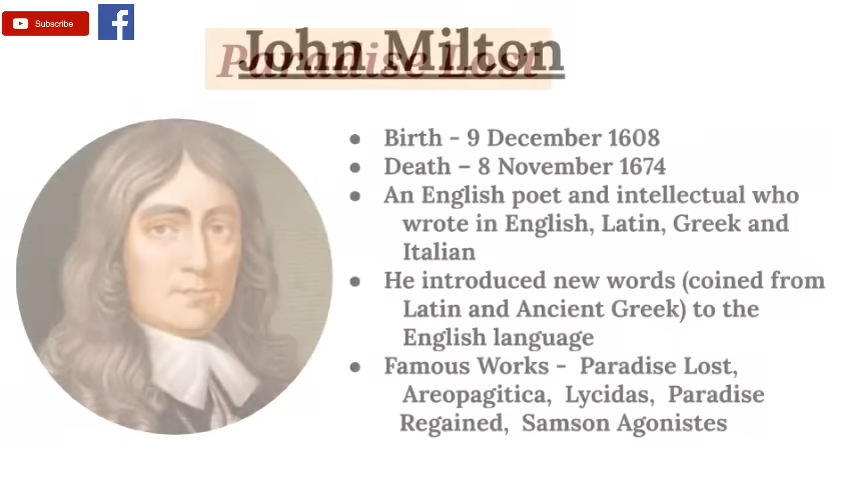 Subscribe
John Milton
Paradise Lost
● Birth - 9 December 1608
● Death – 8 November 1674
● An English poet and intellectual who
wrote in English, Latin, Greek and
Italian
● He introduced new words (coined from
Latin and Ancient Greek) to the
English language
● Famous Works - Paradise Lost,
Areopagitica, Lycidas, Paradise
Regained, Samson Agonistes